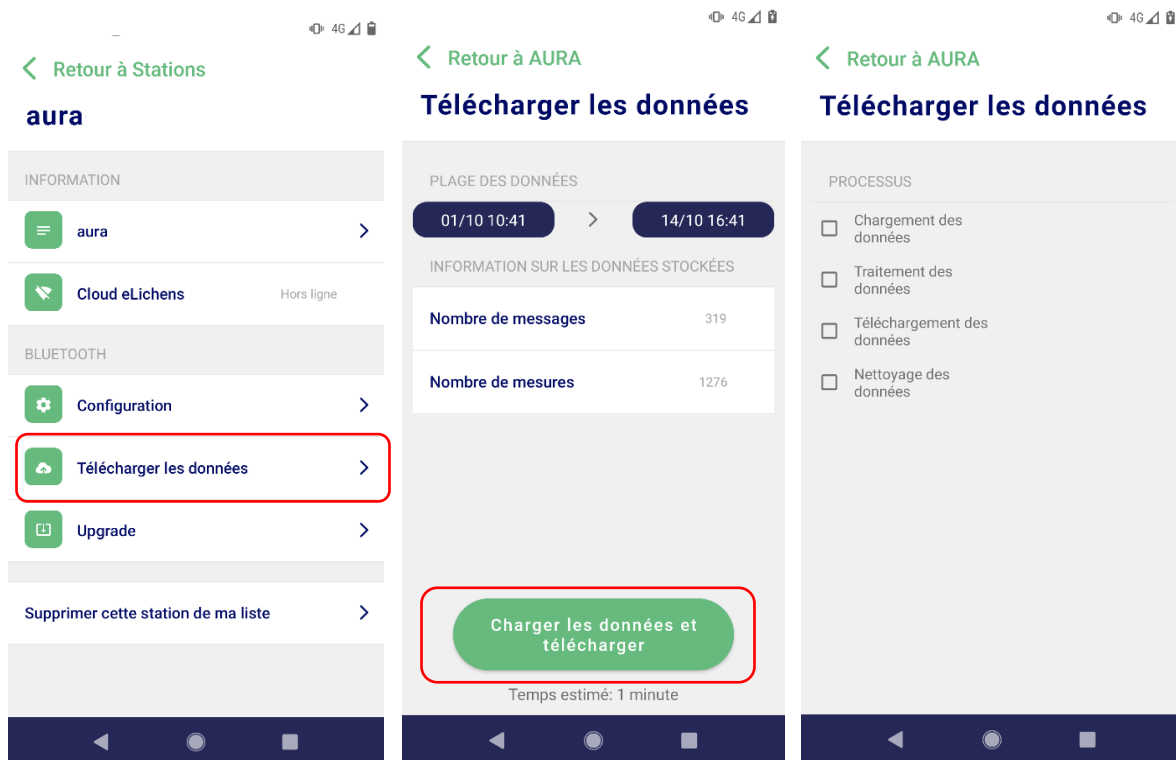 4G
Retour à Stations
aura
INFORMATION
aura
Cloud eLichens Hors ligne
BLUETOOTH
Configuration
Télécharger les données
Upgrade
Supprimer cette station de ma liste
4G
Retour à AURA
Télécharger les données
PLAGE DES DONNÉES
01/10 10:41 > 14/10 16:41
INFORMATION SUR LES DONNÉES STOCKÉES
Nombre de messages 319
Nombre de mesures 1276
Charger les données et
télécharger
Temps estimé: 1 minute
4G
Retour à AURA
Télécharger les données
PROCESSUS
Chargement des
données
Traitement des
données
Téléchargement des
données
Nettoyage des
données